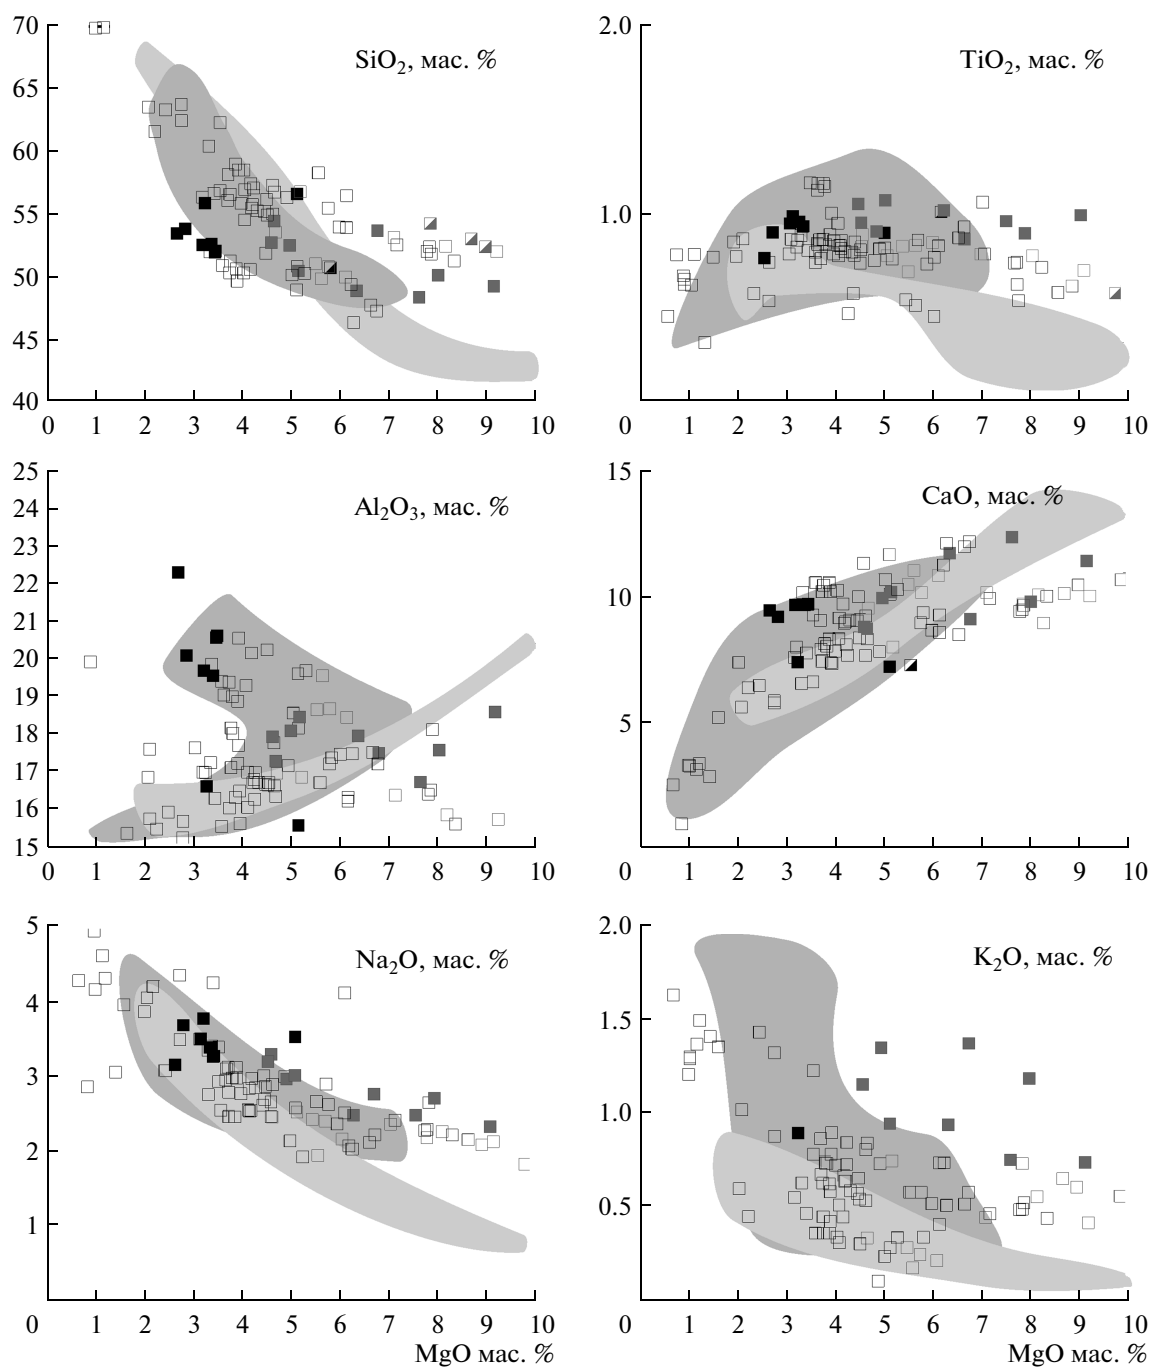 70
65
60
55
50
45
40
SiO₂, мас. %
0 1 2 3 4 5 6 7 8 9 10
2.0
1.0
TiO₂, мас. %
0 1 2 3 4 5 6 7 8 9 10
25
24
23
22
21
20
19
18
17
16
15
Al₂O₃, мас. %
0 1 2 3 4 5 6 7 8 9 10
15
10
5
CaO, мас. %
0 1 2 3 4 5 6 7 8 9 10
5
4
3
2
1
Na₂O, мас. %
0 1 2 3 4 5 6 7 8 9 10
MgO мас. %
2.0
1.5
1.0
0.5
K₂O, мас. %
0 1 2 3 4 5 6 7 8 9 10
MgO мас. %